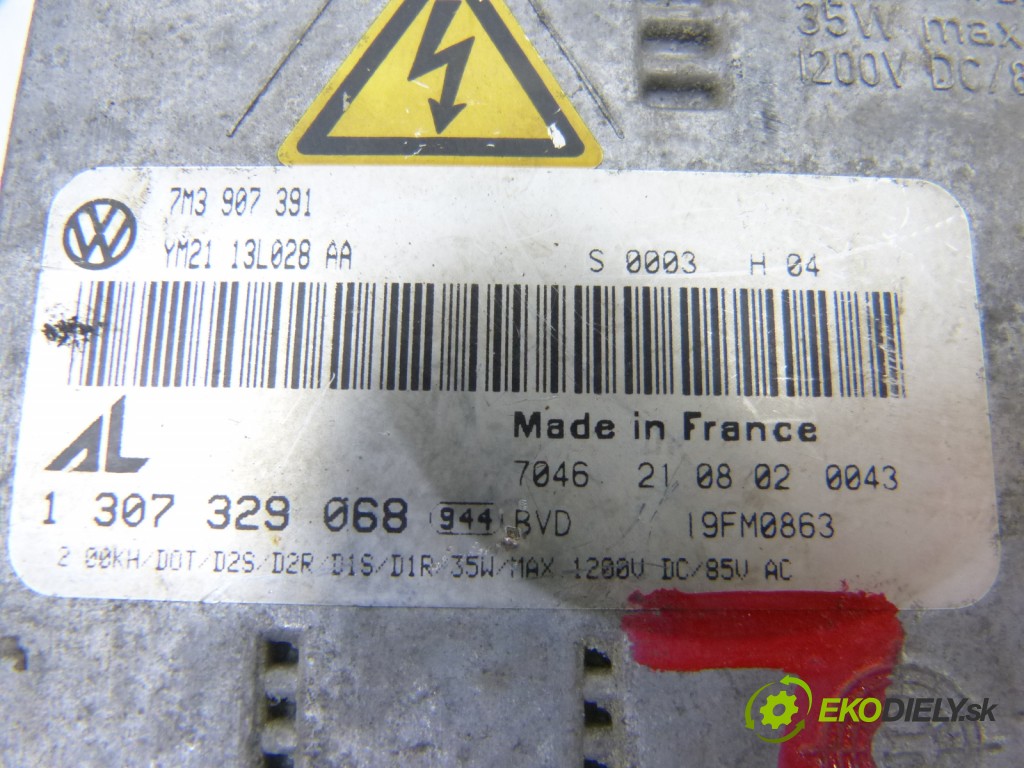 35W max
1200V DC/8
7M3 907 391
YM21 13L028 AA
S 0003 H 04
AL
Made in France
7046 21 08 02 0043
1 307 329 068 944 BVD 19FM0863
2 00KH/DOT/D2S/D2R/D1S/D1R/35W/MAX 1200V DC/85V AC
EKODIELY.sk